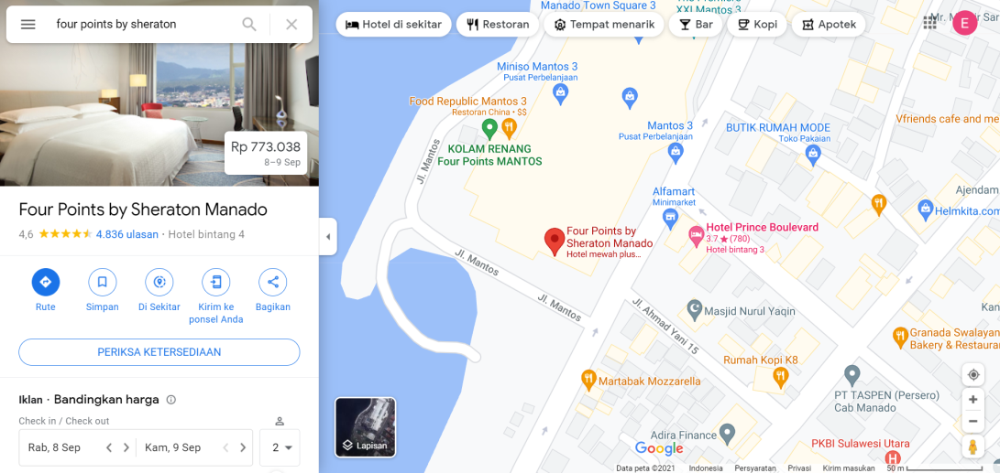 four points by sheraton
Rp 773.038
8–9 Sep
Four Points by Sheraton Manado
4,6 4.836 ulasan · Hotel bintang 4
Rute
Simpan
Di Sekitar
Kirim ke
ponsel Anda
Bagikan
PERIKSA KETERSEDIAAN
Iklan · Bandingkan harga
Check in / Check out
Rab, 8 Sep
Kam, 9 Sep
2
Hotel di sekitar
Restoran
Tempat menarik
Bar
Kopi
Apotek
E
Manado Town Square 3
Mantos 3
Miniso Mantos 3
Pusat Perbelanjaan
Food Republic Mantos 3
Restoran China · $$
KOLAM RENANG
Four Points MANTOS
Mantos 3
Pusat Perbelanjaan
BUTIK RUMAH MODE
Toko Pakaian
Vfriends cafe and me
Jl. Mantos
Alfamart
Minimarket
Ajendam
Helmkita.com
Four Points by
Sheraton Manado
Hotel mewah plus...
Hotel Prince Boulevard
3.7 ★ (780)
Hotel bintang 3
Jl. Mantos
Jl. Mantos
Jl. Ahmad Yani 15
Masjid Nurul Yaqin
Kan
Granada Swalayan
Bakery & Restaura
Rumah Kopi K8
Martabak Mozzarella
PT TASPEN (Persero)
Cab Manado
Adira Finance
PKBI Sulawesi Utara
Lapisan
Google
Data peta ©2021 Indonesia Persyaratan Privasi Kirim masukan 50 m